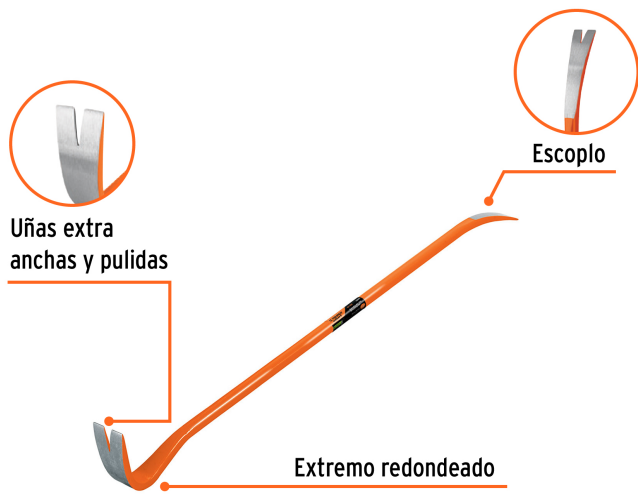 Escoplo
Uñas extra
anchas y pulidas
Extremo redondeado